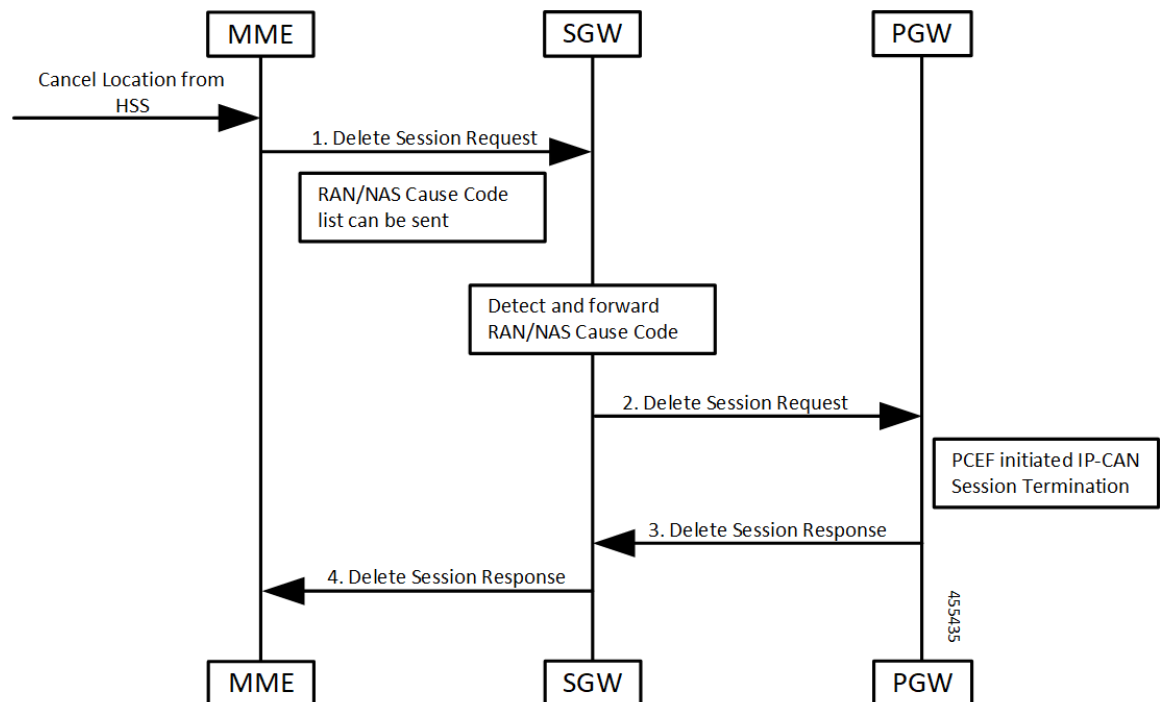 MME
SGW
PGW
Cancel Location from
HSS
1. Delete Session Request
RAN/NAS Cause Code
list can be sent
Detect and forward
RAN/NAS Cause Code
2. Delete Session Request
PCEF initiated IP-CAN
Session Termination
3. Delete Session Response
4. Delete Session Response
455435
MME
SGW
PGW